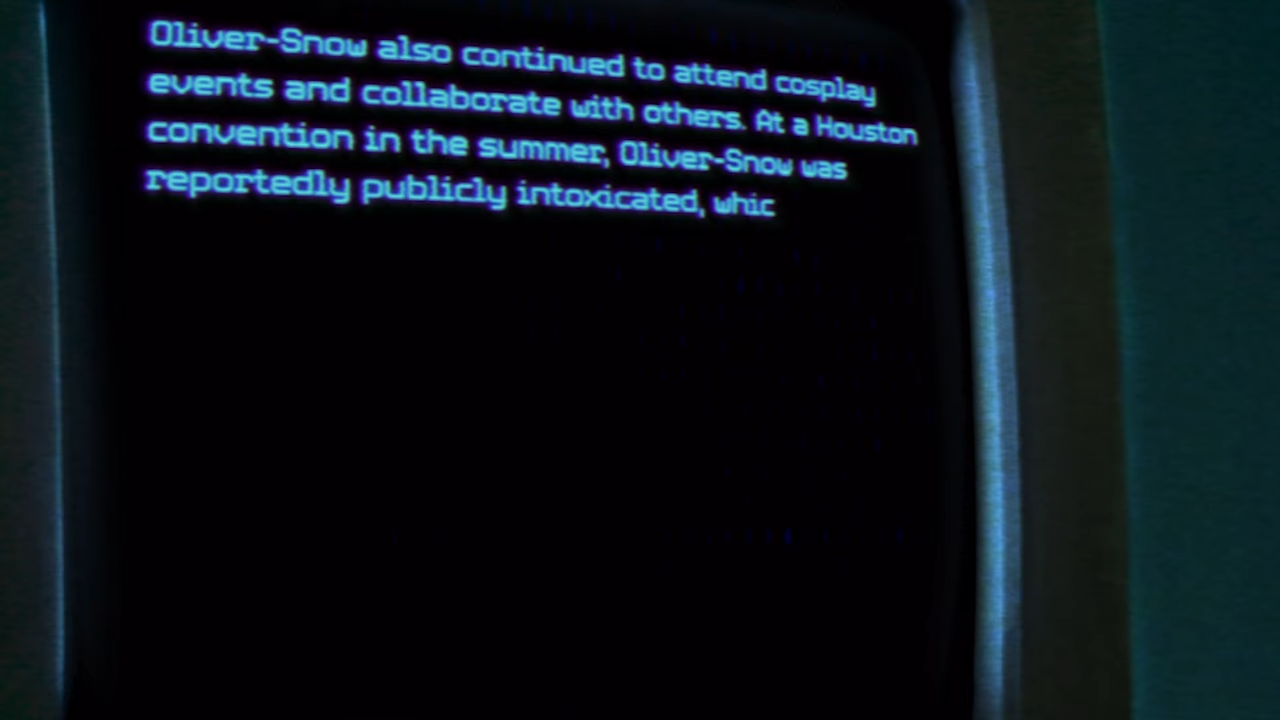 Oliver-Snow also continued to attend cosplay
events and collaborate with others. At a Houston
convention in the summer, Oliver-Snow was
reportedly publicly intoxicated, whic